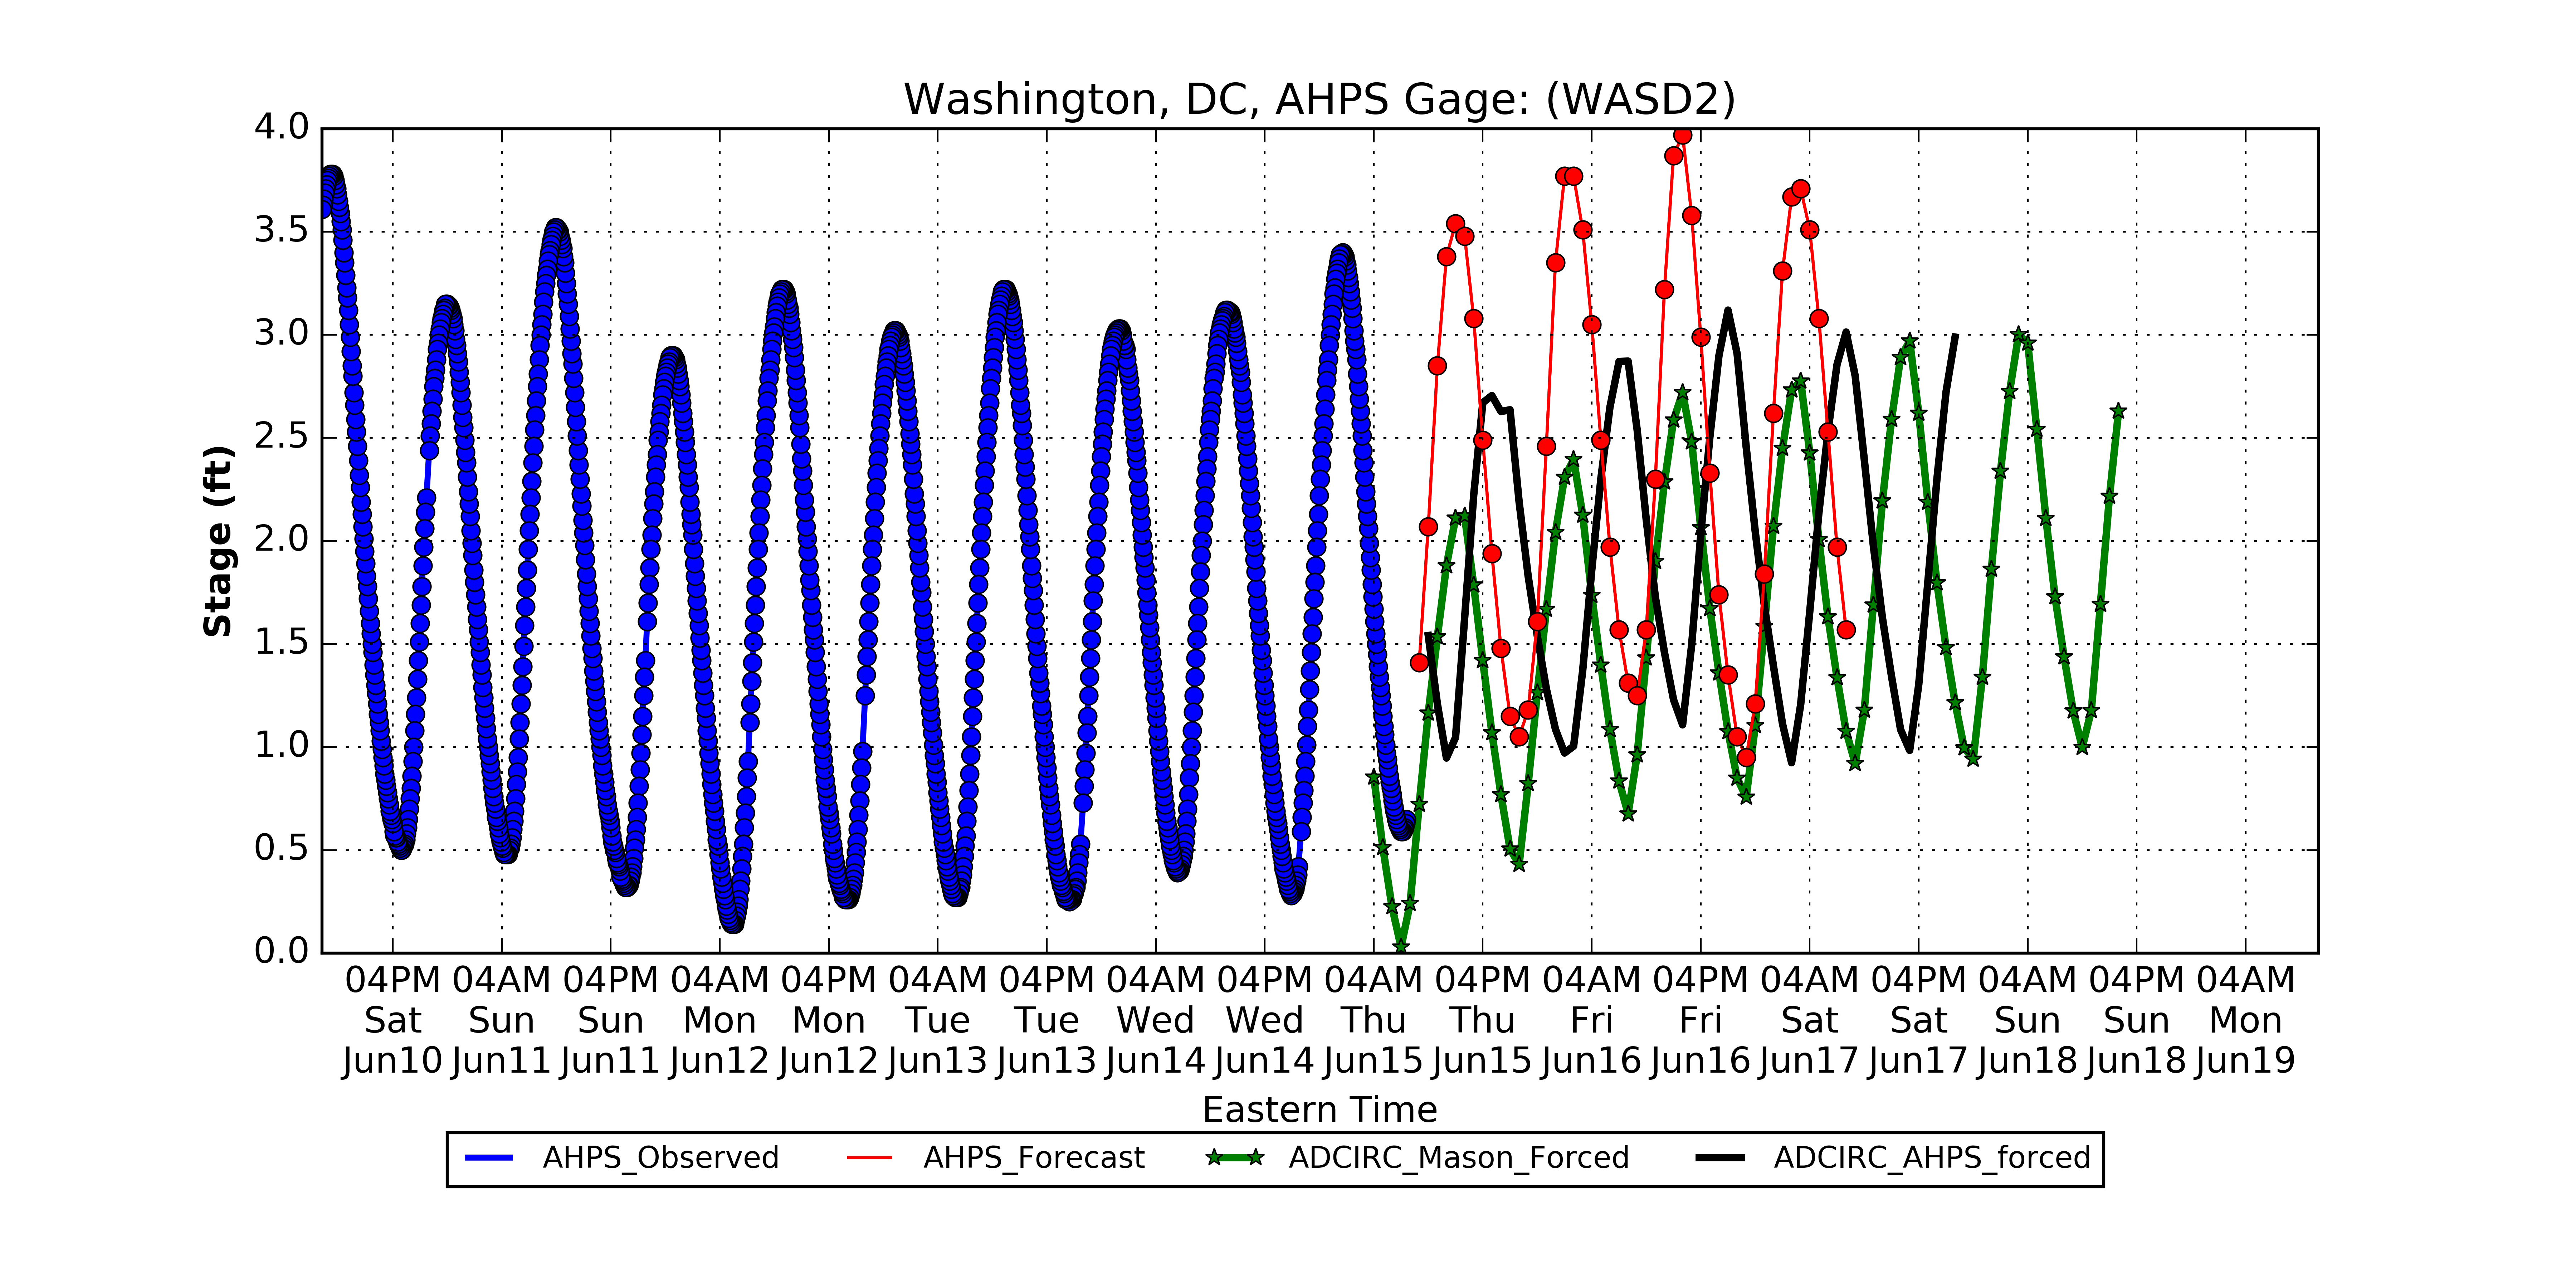 Washington, DC, AHPS Gage: (WASD2)
4.0
3.5
3.0
2.5
2.0
1.5
1.0
0.5
0.0
Stage (ft)
04PM 04AM 04PM 04AM 04PM 04AM 04PM 04AM 04PM 04AM 04PM 04AM 04PM 04AM 04PM 04AM 04PM 04AM
Sat Sun Sun Mon Mon Tue Tue Wed Wed Thu Thu Fri Fri Sat Sat Sun Sun Mon
Jun10 Jun11 Jun11 Jun12 Jun12 Jun13 Jun13 Jun14 Jun14 Jun15 Jun15 Jun16 Jun16 Jun17 Jun17 Jun18 Jun18 Jun19
Eastern Time
AHPS_Observed AHPS_Forecast ADCIRC_Mason_Forced ADCIRC_AHPS_forced